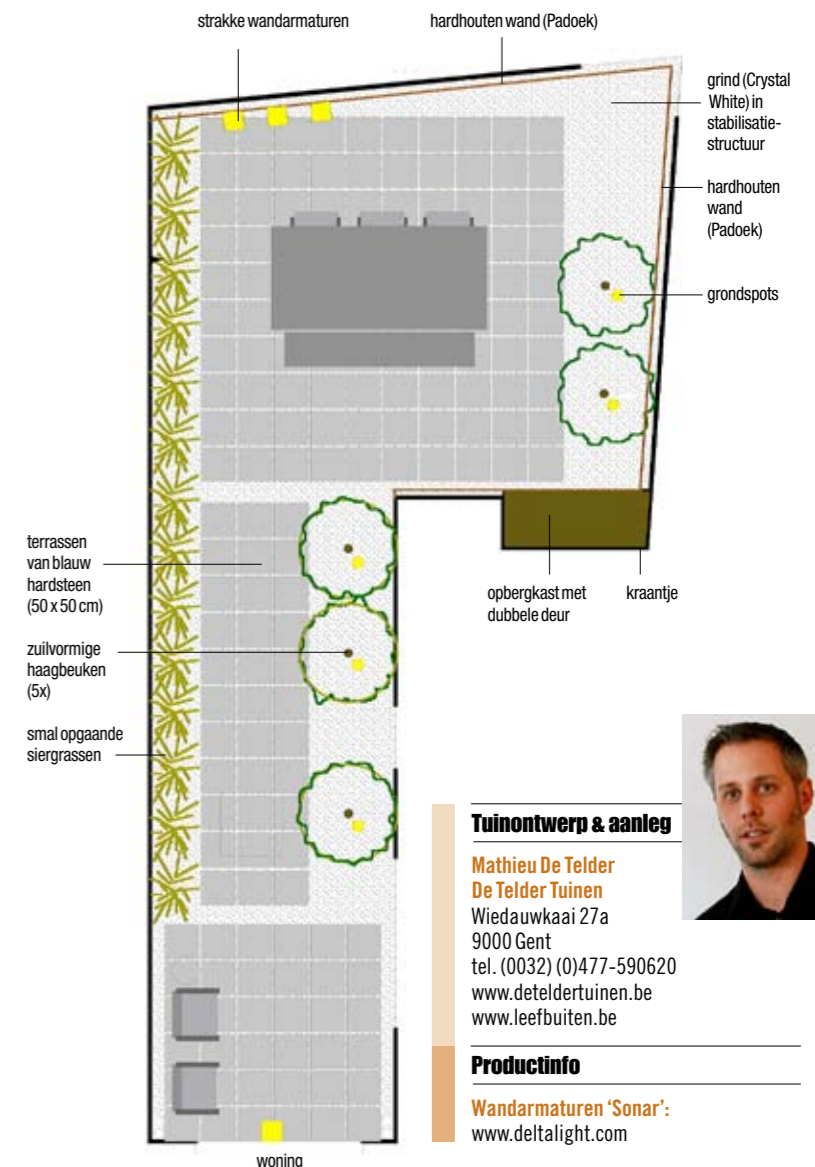 strakke wandarmaturen
hardhouten wand (Padoek)
grind (Crystal
White) in
stabilisatie-
structuur
hardhouten
wand
(Padoek)
grondspots
terrassen
van blauw
hardsteen
(50 x 50 cm)
zuilvormige
haagbeuken
(5x)
smal opgaande
siergrassen
opbergkast met
dubbele deur
kraantje
woning
Tuinontwerp & aanleg
Mathieu De Telder
De Telder Tuinen
Wiedauwkaai 27a
9000 Gent
tel. (0032) (0)477-590620
www.deteldertuinen.be
www.leefbuiten.be
Productinfo
Wandarmaturen ‘Sonar’:
www.deltalight.com